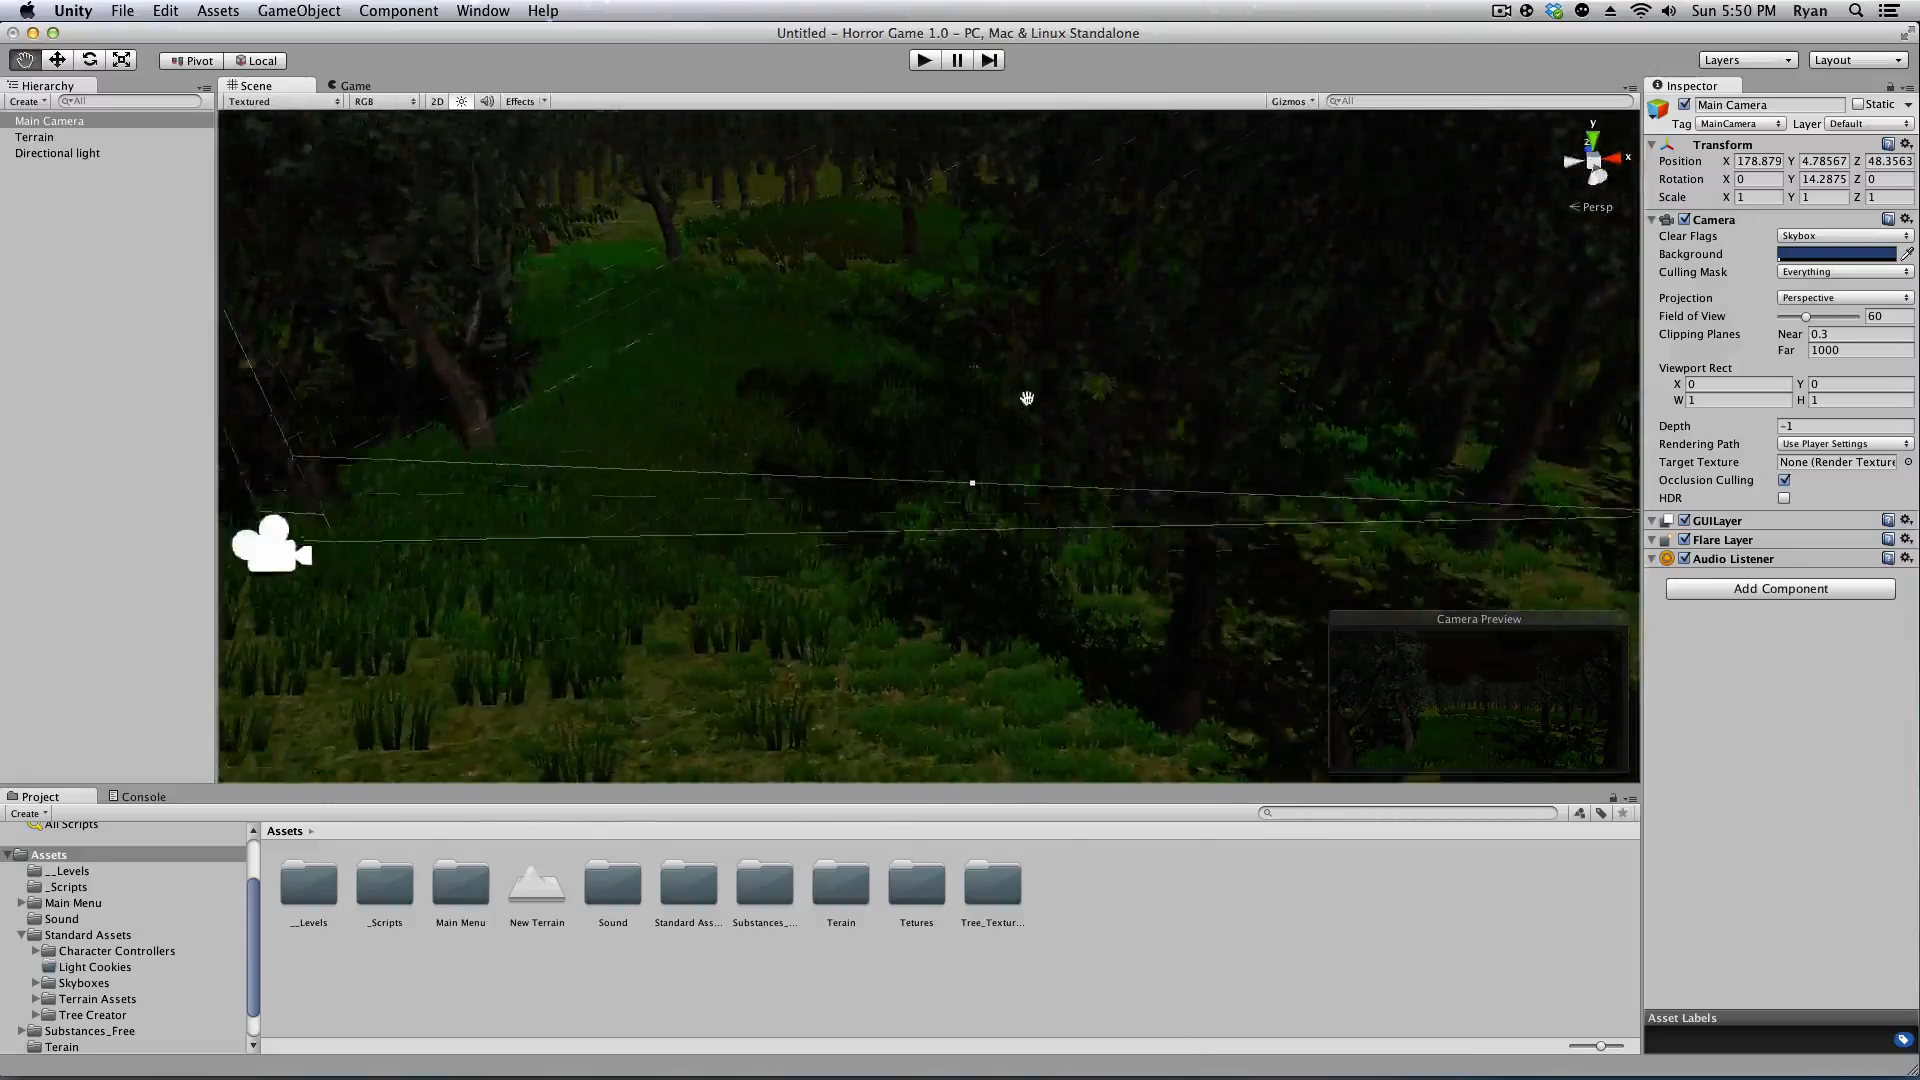 Unity File Edit Assets GameObject Component Window Help Sun 5:50 PM Ryan
Untitled - Horror Game 1.0 - PC, Mac & Linux Standalone
Pivot Local Layers Layout
Hierarchy
Create All
Main Camera
Terrain
Directional light
Scene Game
Textured RGB 2D Effects Gizmos All
y
z
x
Persp
Camera Preview
Inspector
Main Camera Static
Tag MainCamera Layer Default
Transform
Position X 178.879 Y 4.78567 Z 48.3563
Rotation X 0 Y 14.2875 Z 0
Scale X 1 Y 1 Z 1
Camera
Clear Flags Skybox
Background
Culling Mask Everything
Projection Perspective
Field of View 60
Clipping Planes Near 0.3
Far 1000
Viewport Rect
X 0 Y 0
W 1 H 1
Depth -1
Rendering Path Use Player Settings
Target Texture None (Render Texture
Occlusion Culling
HDR
GUILayer
Flare Layer
Audio Listener
Add Component
Asset Labels
Project Console
Create
All Scripts
Assets
__Levels
_Scripts
Main Menu
Sound
Standard Assets
Character Controllers
Light Cookies
Skyboxes
Terrain Assets
Tree Creator
Substances_Free
Terain
Assets
__Levels _Scripts Main Menu New Terrain Sound Standard Ass... Substances_... Terain Tetures Tree_Textur...